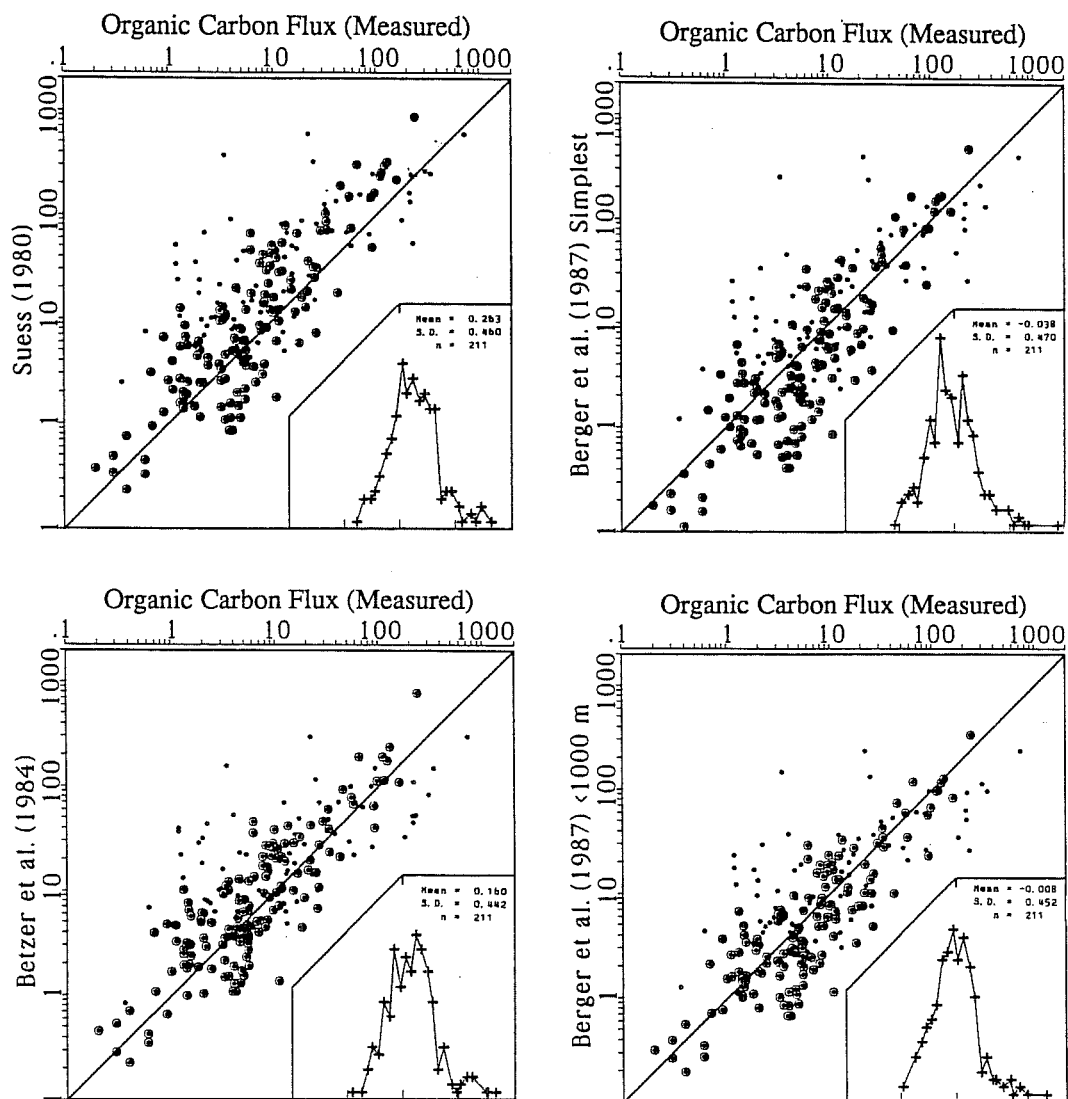 Organic Carbon Flux (Measured)
.1 1 10 100 1000
Suess (1980)
1000
100
10
1
.1
Mean = 0.263
S.D. = 0.460
n = 211
Organic Carbon Flux (Measured)
.1 1 10 100 1000
Berger et al. (1987) Simplest
1000
100
10
1
.1
Mean = -0.038
S.D. = 0.470
n = 211
Organic Carbon Flux (Measured)
.1 1 10 100 1000
Betzer et al. (1984)
1000
100
10
1
Mean = 0.160
S.D. = 0.442
n = 211
Organic Carbon Flux (Measured)
.1 1 10 100 1000
Berger et al. (1987) <1000 m
1000
100
10
1
Mean = -0.008
S.D. = 0.452
n = 211